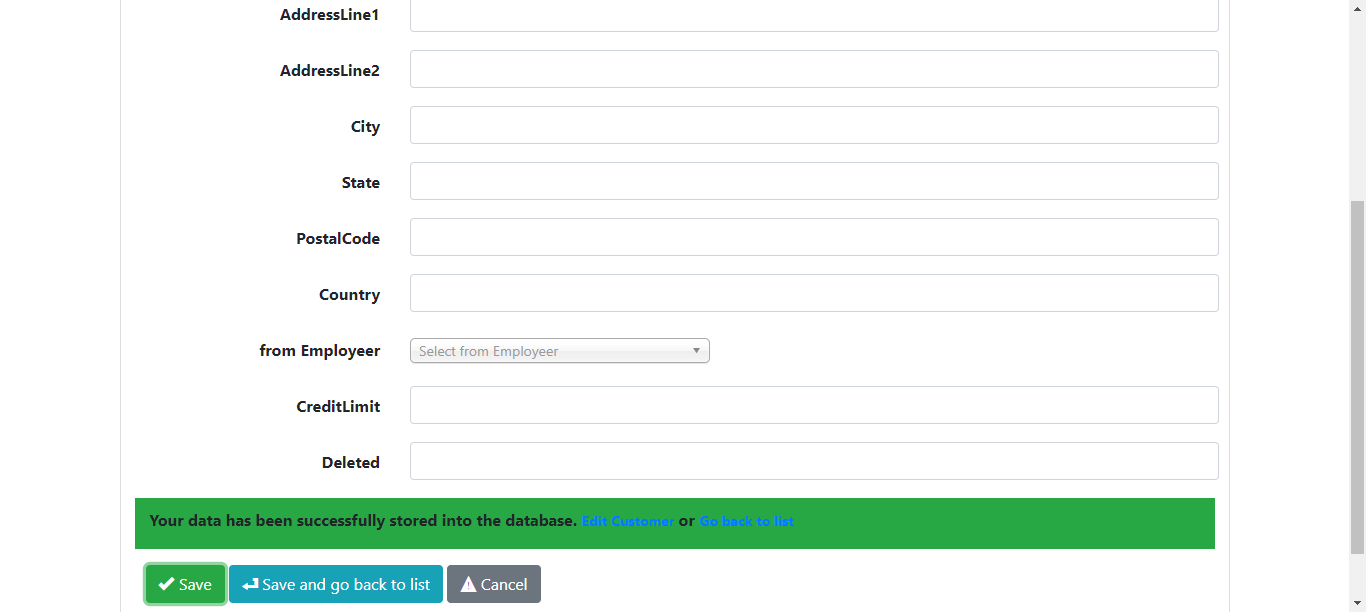 AddressLine1
AddressLine2
City
State
PostalCode
Country
from Employeer
Select from Employeer
CreditLimit
Deleted
Your data has been successfully stored into the database. Edit Customer or Go back to list
Save Save and go back to list Cancel